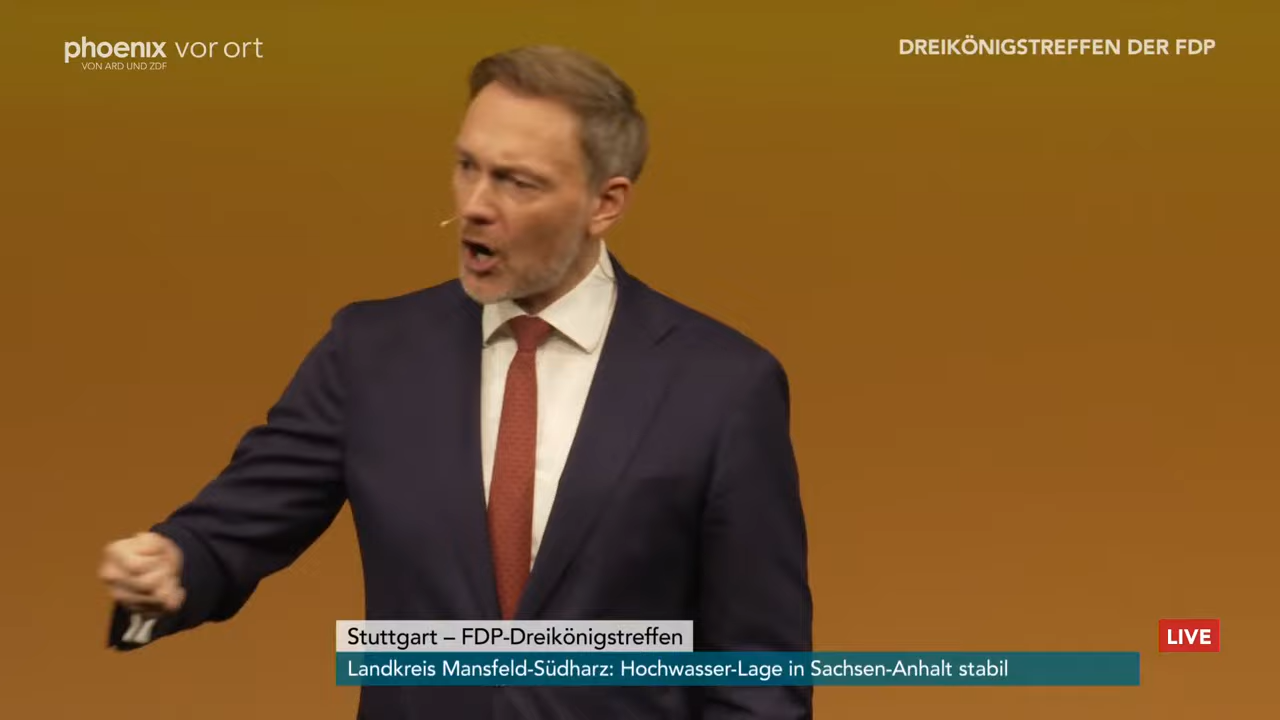 phoenix vor ort
VON ARD UND ZDF
DREIKÖNIGSTREFFEN DER FDP
Stuttgart – FDP-Dreikönigstreffen
LIVE
Landkreis Mansfeld-Südharz: Hochwasser-Lage in Sachsen-Anhalt stabil